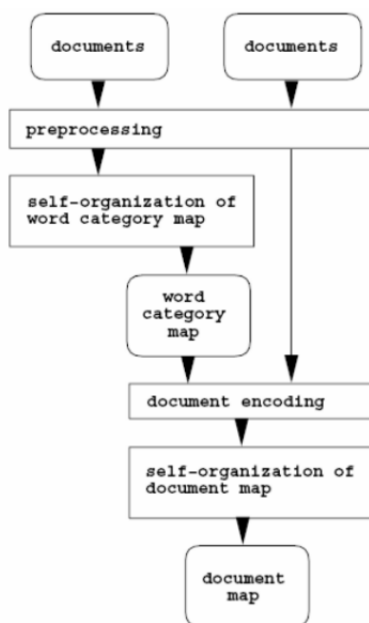 documents
documents
preprocessing
self-organization of
word category map
word
category
map
document encoding
self-organization of
document map
document
map